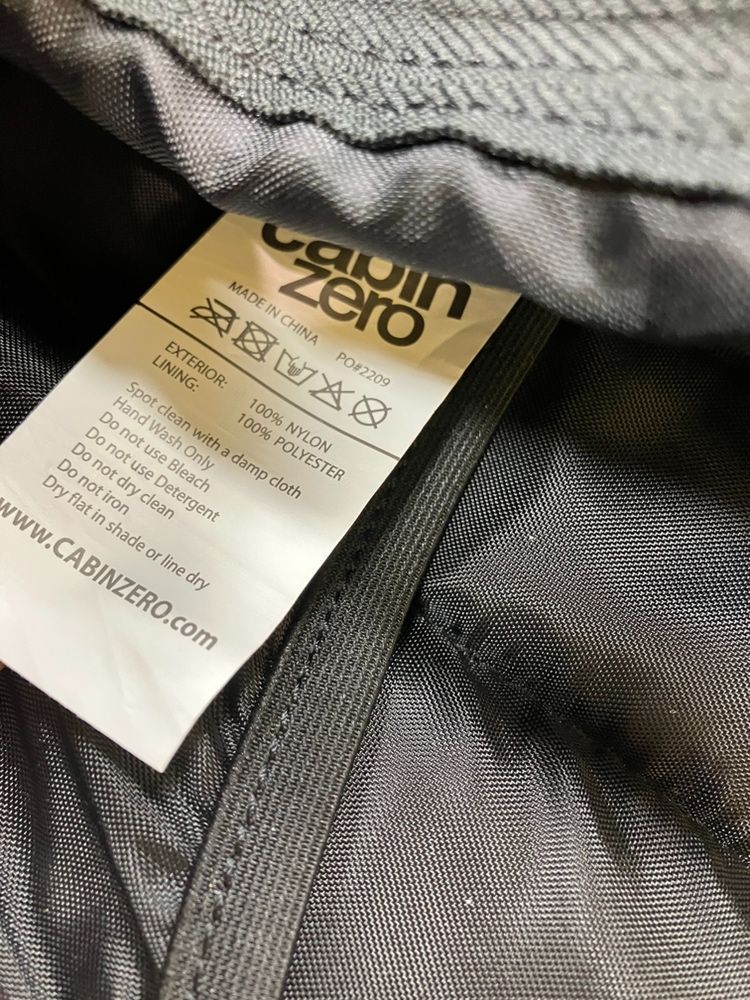 cabin
zero
MADE IN CHINA PO#2209
EXTERIOR: 100% NYLON
LINING: 100% POLYESTER
Spot clean with a damp cloth
Hand Wash Only
Do not use Bleach
Do not use Detergent
Do not dry clean
Do not iron
Dry flat in shade or line dry
www.CABINZERO.com